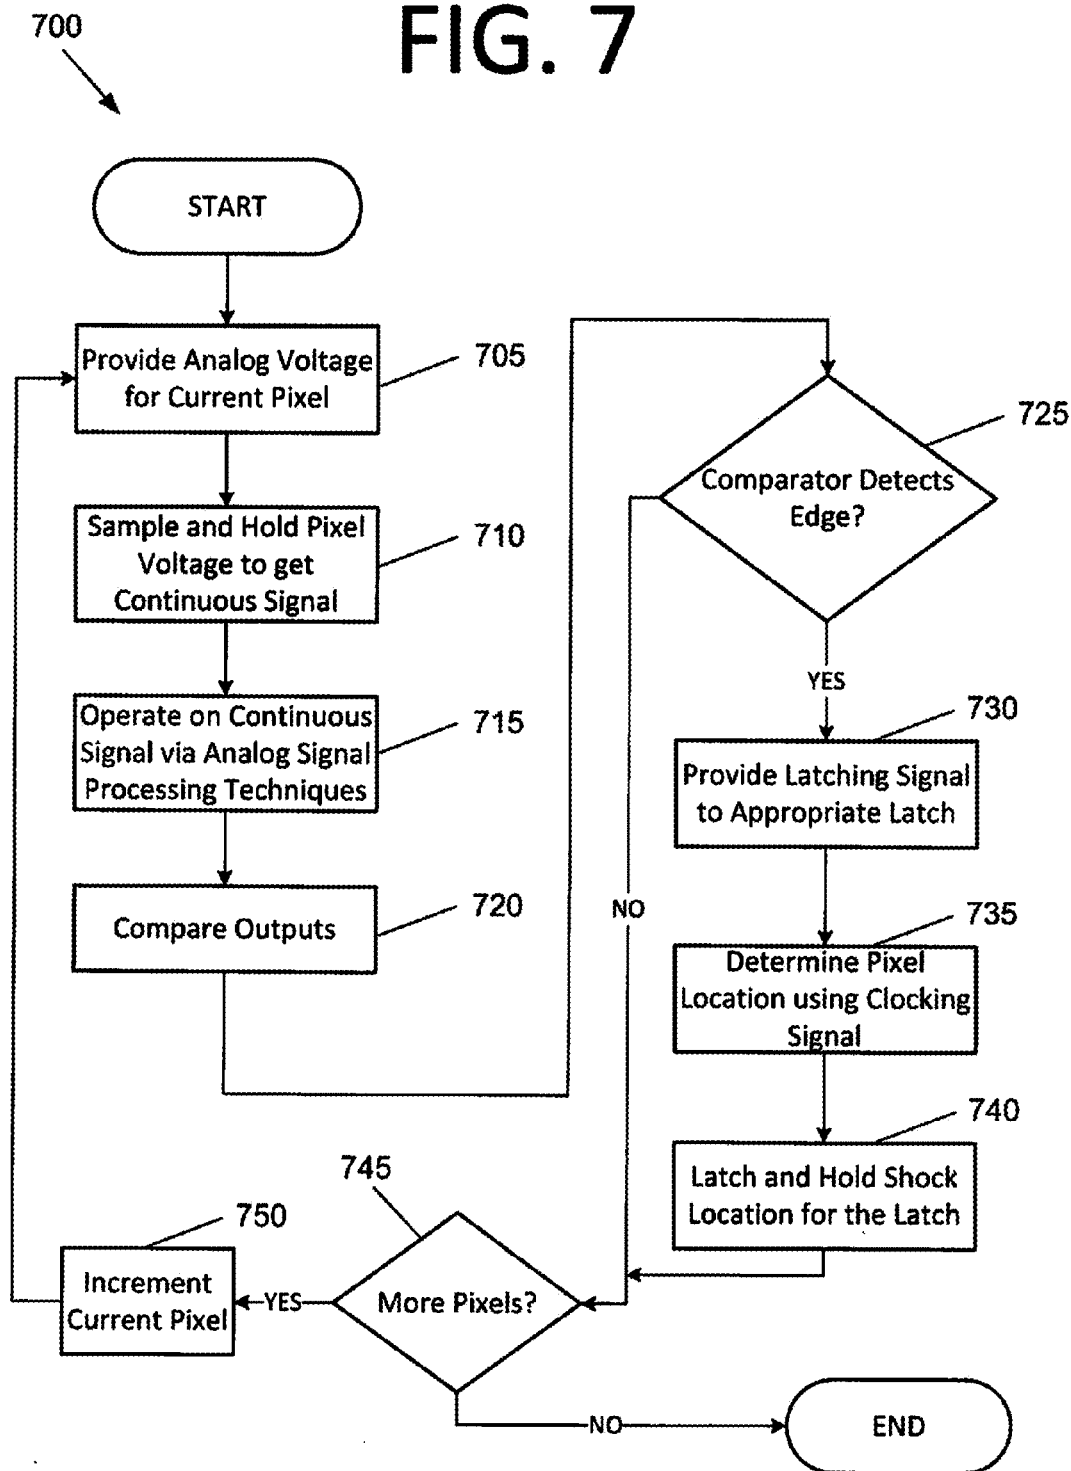 700
FIG. 7
START
Provide Analog Voltage
for Current Pixel
705
Sample and Hold Pixel
Voltage to get
Continuous Signal
710
Operate on Continuous
Signal via Analog Signal
Processing Techniques
715
Compare Outputs
720
Comparator Detects
Edge?
725
YES
NO
730
Provide Latching Signal
to Appropriate Latch
735
Determine Pixel
Location using Clocking
Signal
740
Latch and Hold Shock
Location for the Latch
745
More Pixels?
YES
750
Increment
Current Pixel
NO
END